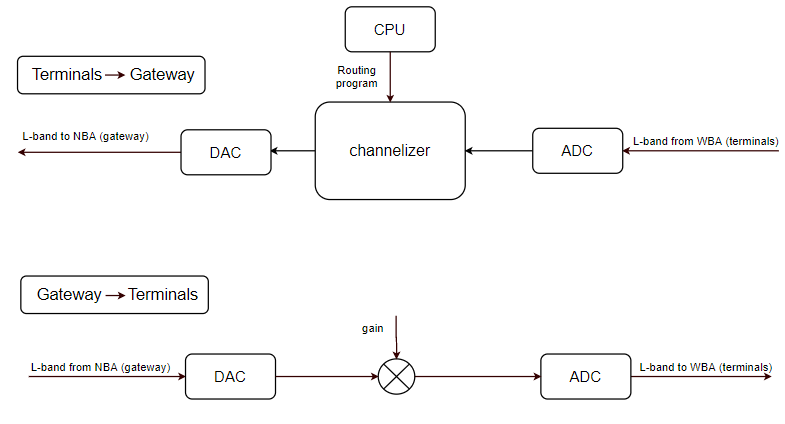 CPU
Routing
program
Terminals → Gateway
L-band to NBA (gateway)
DAC
channelizer
ADC
L-band from WBA (terminals)
Gateway → Terminals
gain
L-band from NBA (gateway)
DAC
ADC
L-band to WBA (terminals)